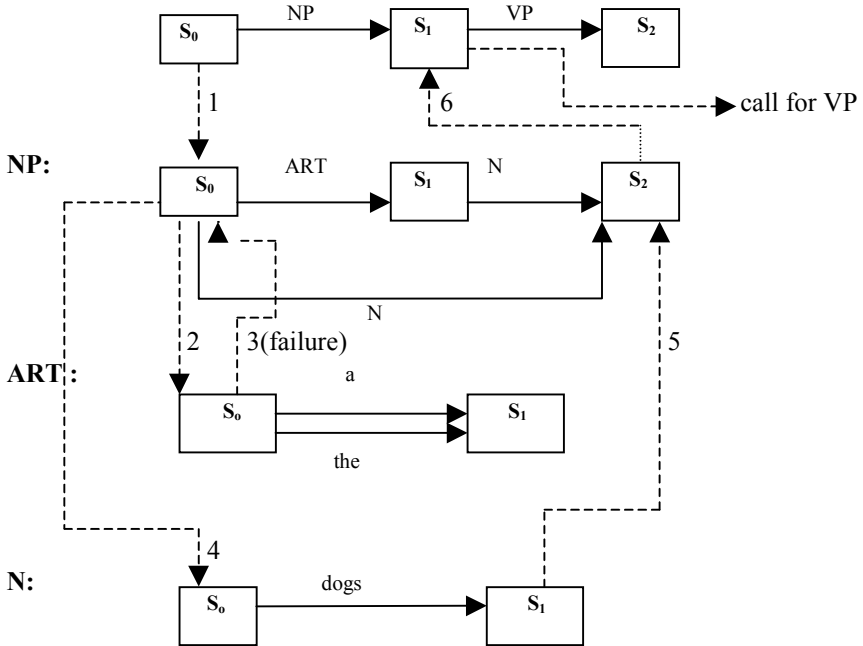 NP VP
S₀ S₁ S₂
1 6 call for VP
NP:
S₀ ART S₁ N S₂
N
2 3(failure) 5
ART :
a
Sₒ S₁
the
4
N:
dogs
Sₒ S₁